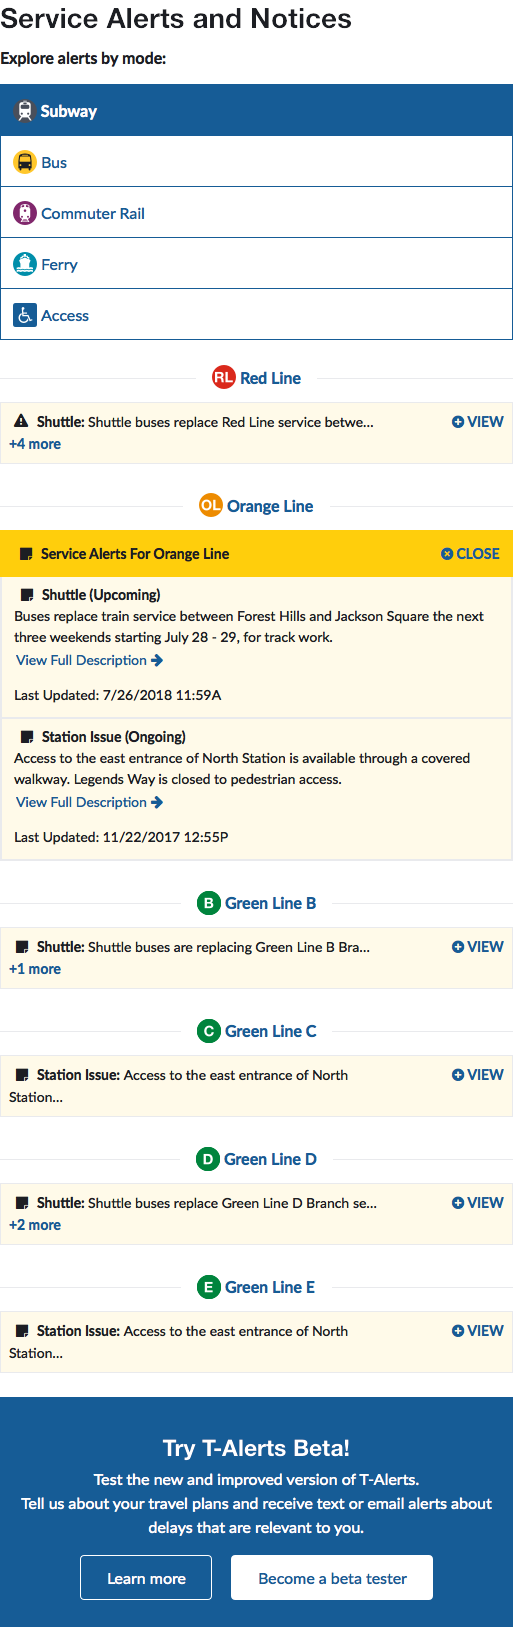 Service Alerts and Notices
Explore alerts by mode:
Subway
Bus
Commuter Rail
Ferry
Access
RL Red Line
Shuttle: Shuttle buses replace Red Line service betwe... VIEW
+4 more
OL Orange Line
Service Alerts For Orange Line CLOSE
Shuttle (Upcoming)
Buses replace train service between Forest Hills and Jackson Square the next
three weekends starting July 28 - 29, for track work.
View Full Description
Last Updated: 7/26/2018 11:59A
Station Issue (Ongoing)
Access to the east entrance of North Station is available through a covered
walkway. Legends Way is closed to pedestrian access.
View Full Description
Last Updated: 11/22/2017 12:55P
B Green Line B
Shuttle: Shuttle buses are replacing Green Line B Bra... VIEW
+1 more
C Green Line C
Station Issue: Access to the east entrance of North VIEW
Station...
D Green Line D
Shuttle: Shuttle buses replace Green Line D Branch se... VIEW
+2 more
E Green Line E
Station Issue: Access to the east entrance of North VIEW
Station...
Try T-Alerts Beta!
Test the new and improved version of T-Alerts.
Tell us about your travel plans and receive text or email alerts about
delays that are relevant to you.
Learn more Become a beta tester